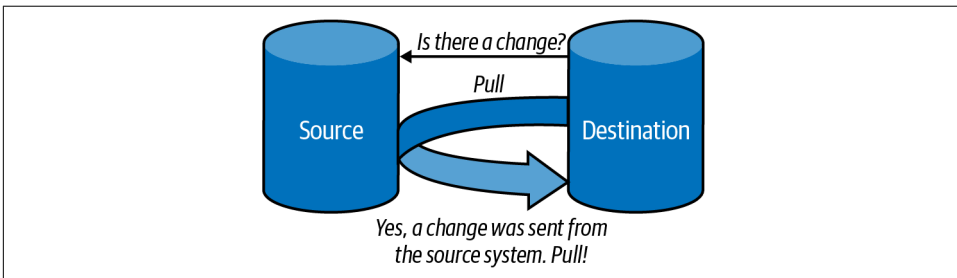 Is there a change?
Pull
Source
Destination
Yes, a change was sent from
the source system. Pull!